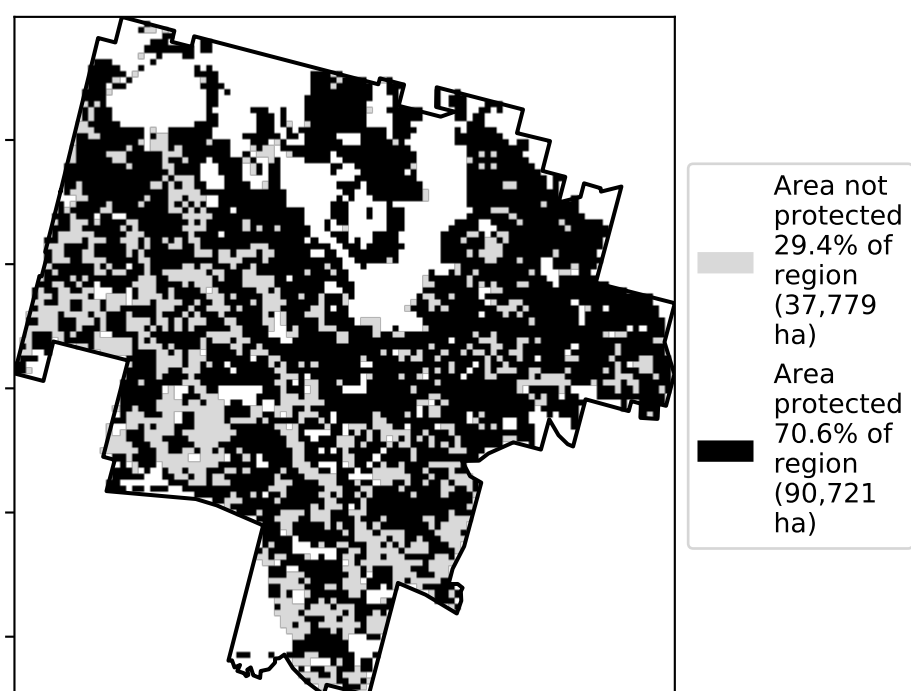 Area not
protected
29.4% of
region
(37,779
ha)
Area
protected
70.6% of
region
(90,721
ha)